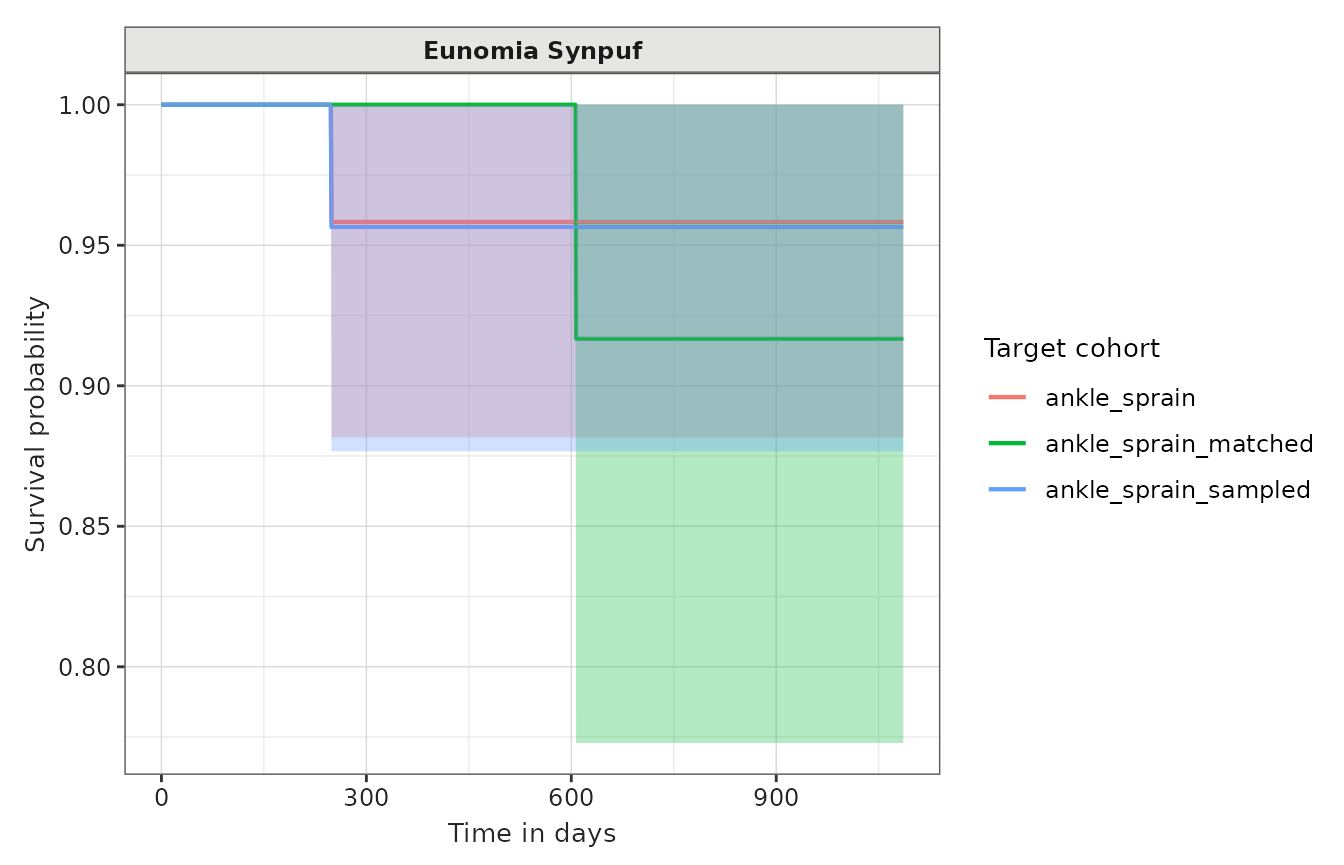 Eunomia Synpuf
1.00
0.95
0.90
0.85
0.80
Survival probability
0 300 600 900
Time in days
Target cohort
ankle_sprain
ankle_sprain_matched
ankle_sprain_sampled